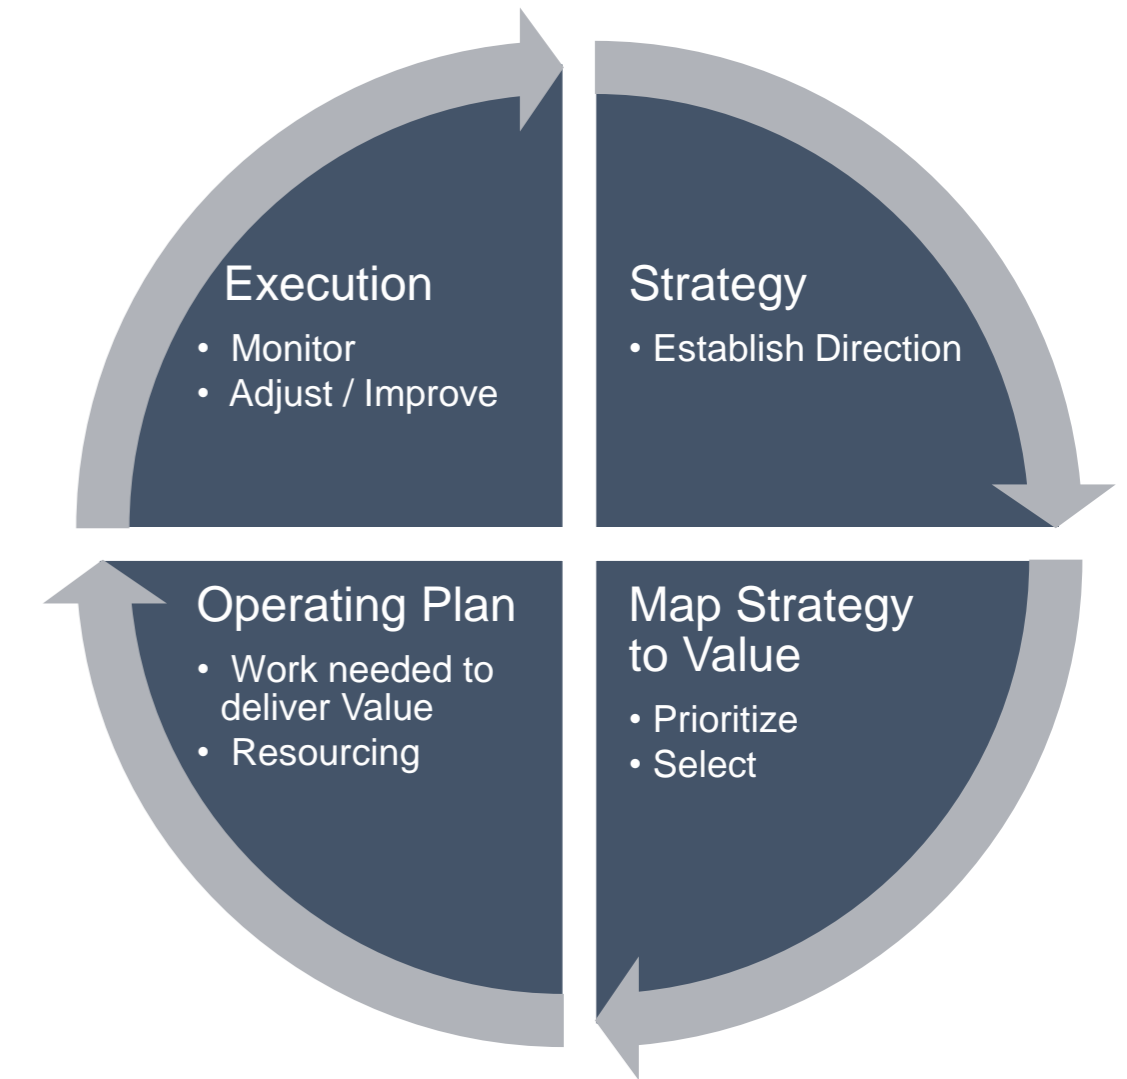 Execution
• Monitor
• Adjust / Improve
Strategy
• Establish Direction
Operating Plan
• Work needed to
deliver Value
• Resourcing
Map Strategy
to Value
• Prioritize
• Select